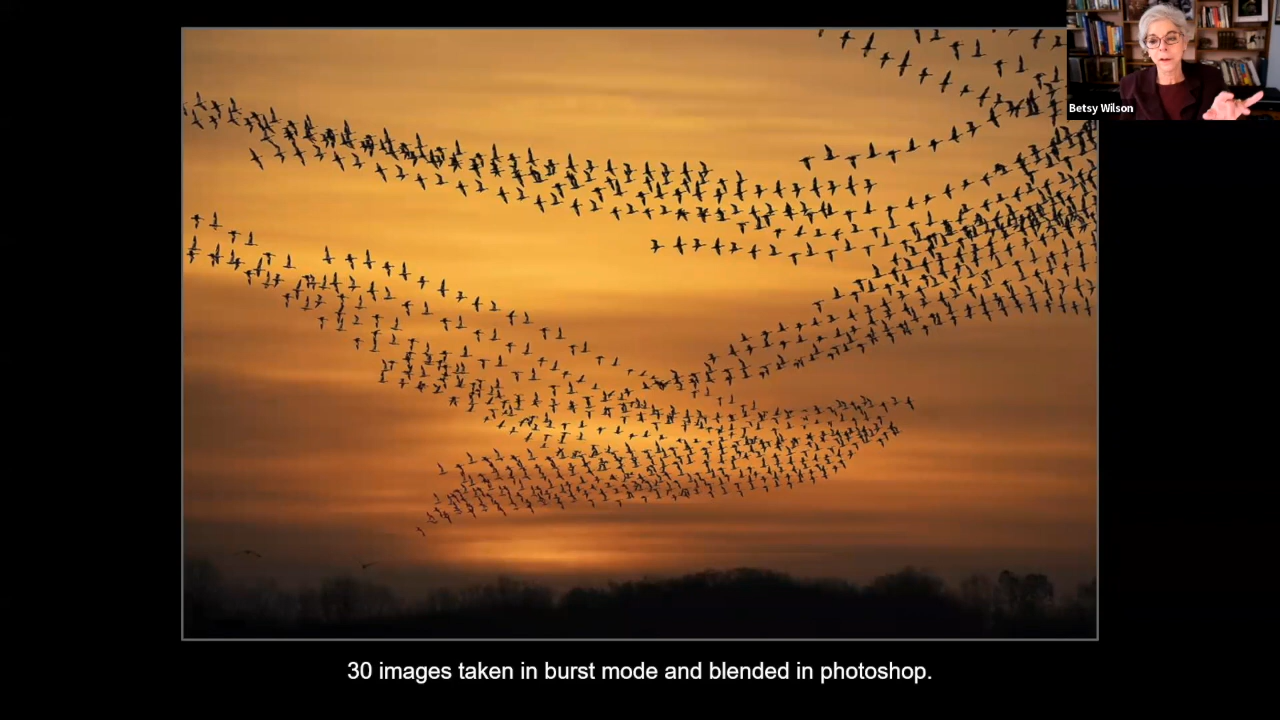 Betsy Wilson
30 images taken in burst mode and blended in photoshop.